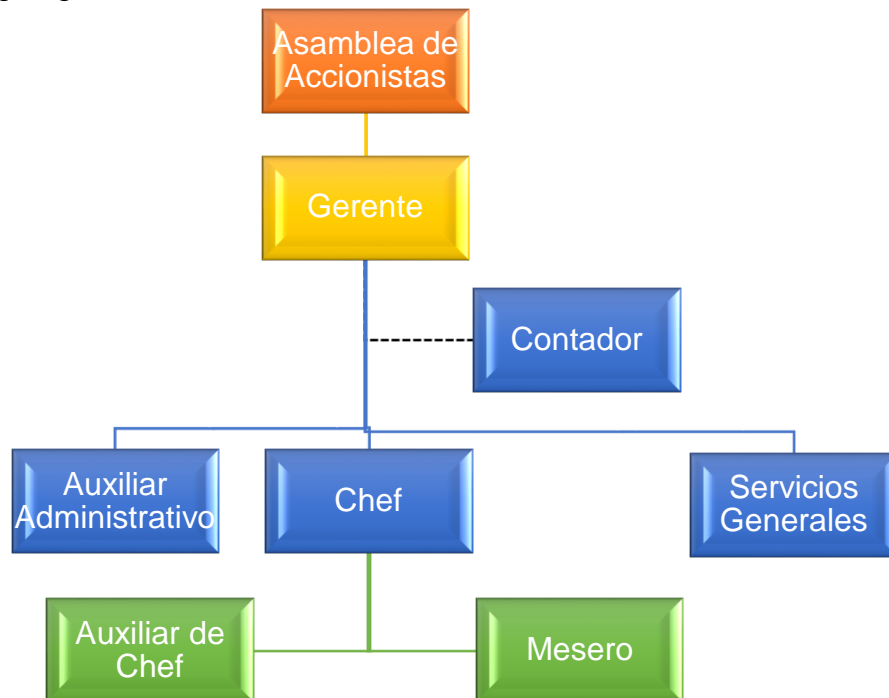 Asamblea de
Accionistas
Gerente
Contador
Auxiliar
Administrativo
Chef
Servicios
Generales
Auxiliar de
Chef
Mesero